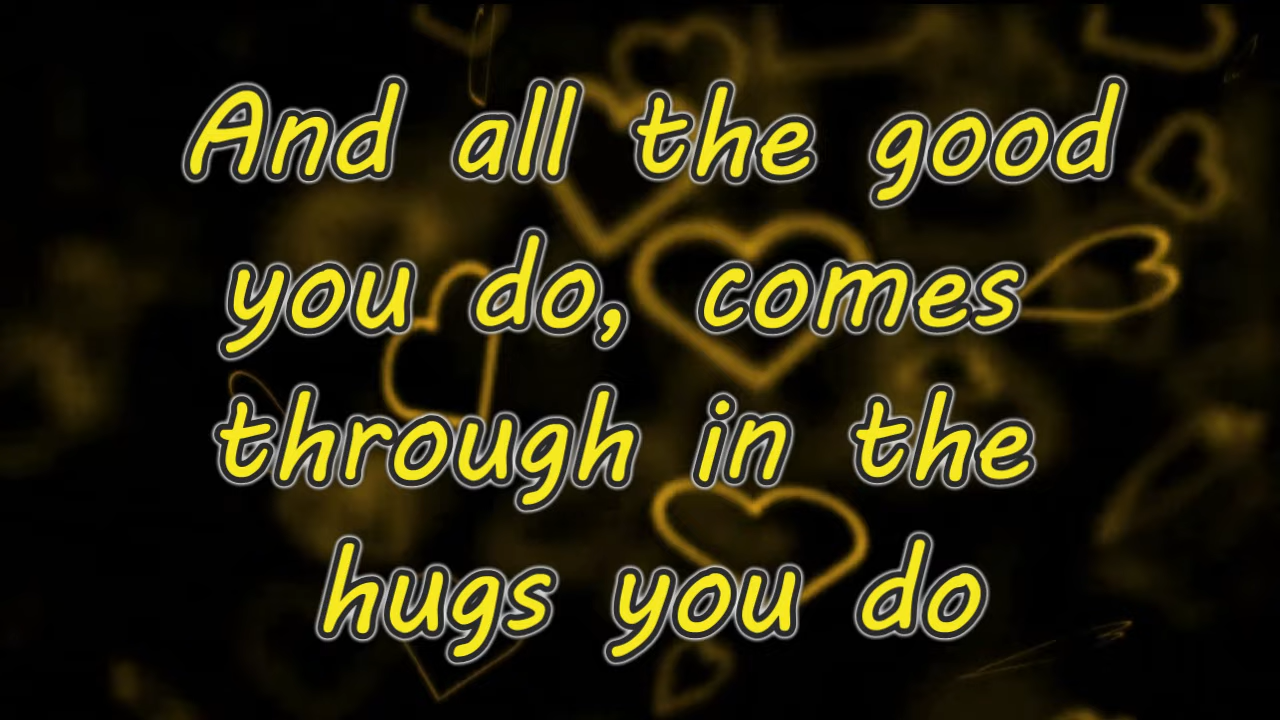 And all the good
you do, comes
through in the
hugs you do